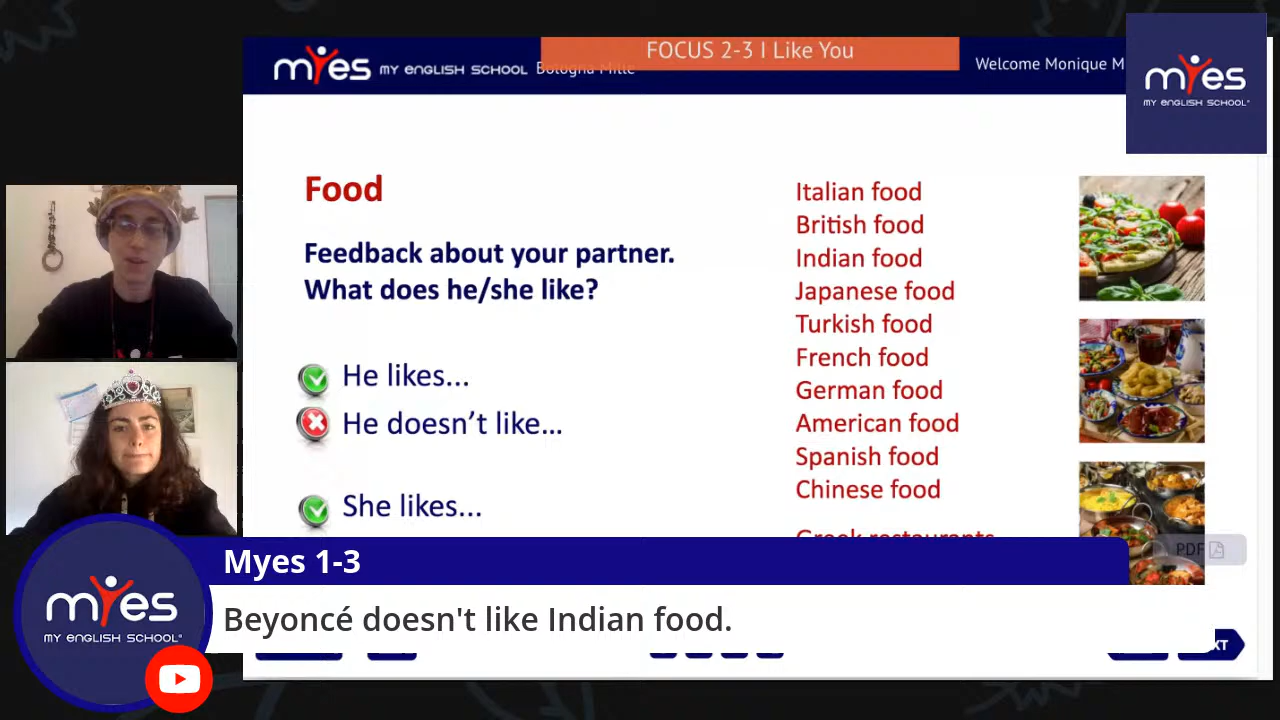 FOCUS 2-3 I Like You
myes MY ENGLISH SCHOOL
Welcome Monique M
myes
MY ENGLISH SCHOOL
Food
Feedback about your partner.
What does he/she like?
He likes...
He doesn't like...
She likes...
Italian food
British food
Indian food
Japanese food
Turkish food
French food
German food
American food
Spanish food
Chinese food
Greek restaurants
PDF
Myes 1-3
Beyoncé doesn't like Indian food.
myes
MY ENGLISH SCHOOL